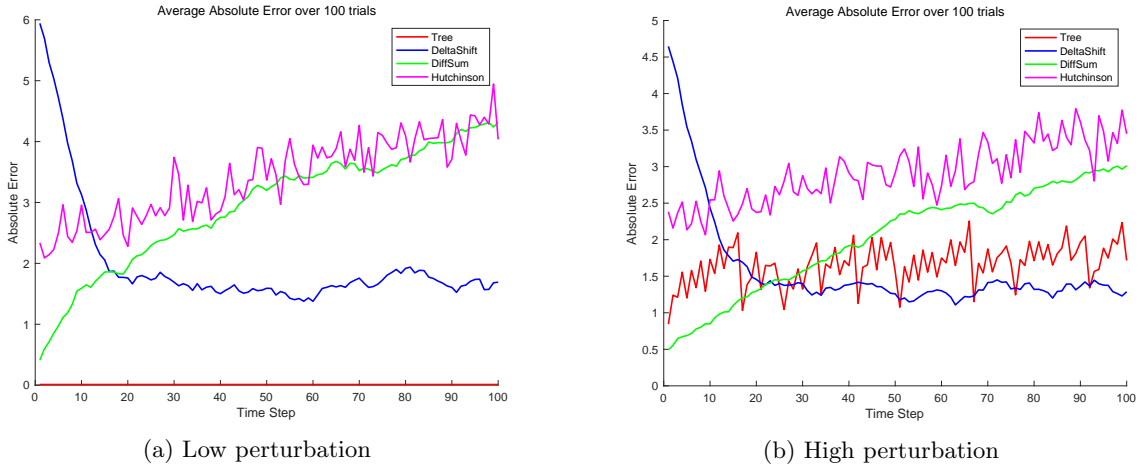 Average Absolute Error over 100 trials
6
5
4
3
2
1
0
Absolute Error
0 10 20 30 40 50 60 70 80 90 100
Time Step
Tree
DeltaShift
DiffSum
Hutchinson
(a) Low perturbation
Average Absolute Error over 100 trials
5
4.5
4
3.5
3
2.5
2
1.5
1
0.5
0
Absolute Error
0 10 20 30 40 50 60 70 80 90 100
Time Step
Tree
DeltaShift
DiffSum
Hutchinson
(b) High perturbation